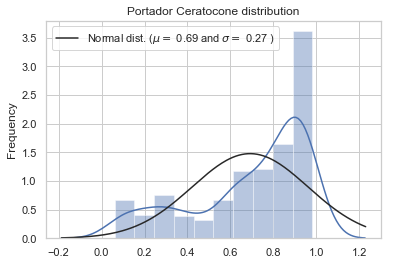 Portador Ceratocone distribution
Normal dist. (μ = 0.69 and σ = 0.27 )
Frequency
3.5
3.0
2.5
2.0
1.5
1.0
0.5
0.0
−0.2 0.0 0.2 0.4 0.6 0.8 1.0 1.2